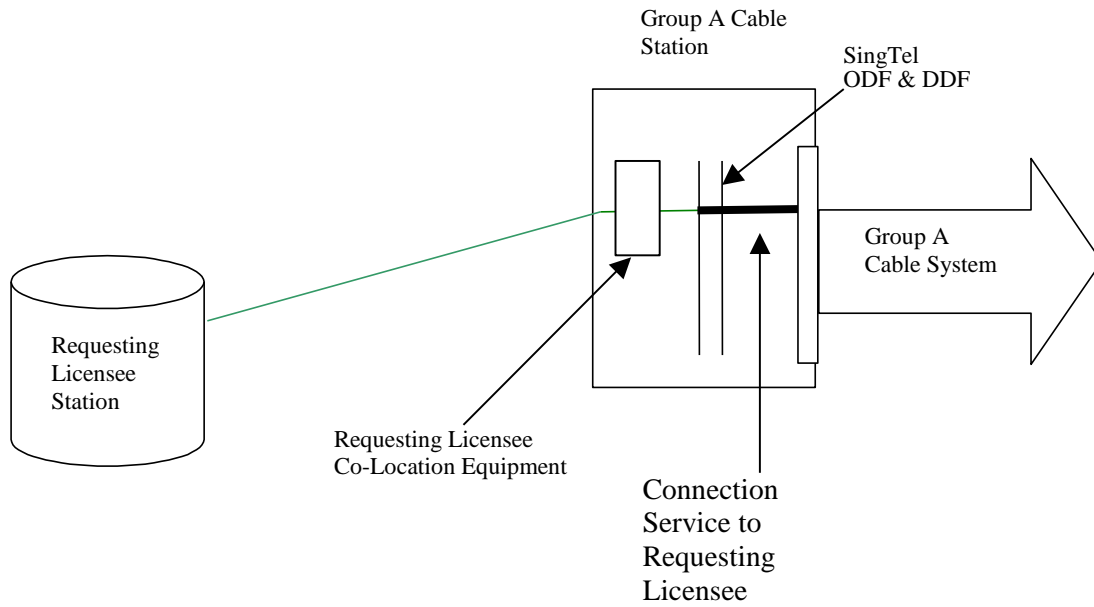 Group A Cable
Station
SingTel
ODF & DDF
Group A
Cable System
Requesting
Licensee
Station
Requesting Licensee
Co-Location Equipment
Connection
Service to
Requesting
Licensee